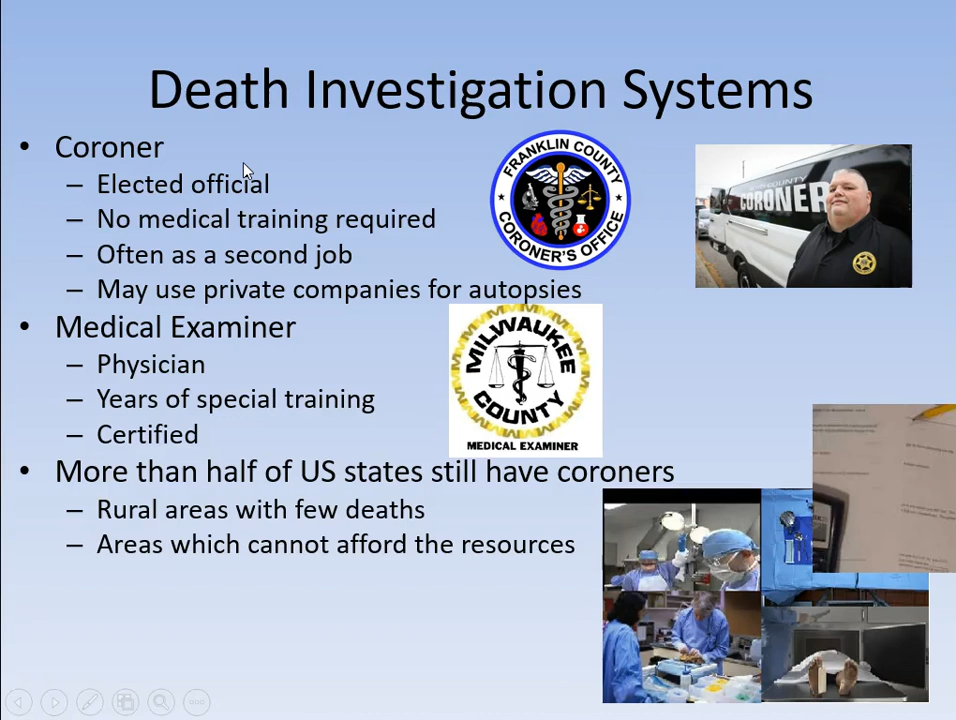 Death Investigation Systems
• Coroner
– Elected official
– No medical training required
– Often as a second job
– May use private companies for autopsies
FRANKLIN COUNTY
CORONER'S OFFICE
COUNTY
CORONER
• Medical Examiner
– Physician
– Years of special training
– Certified
MILWAUKEE
COUNTY
MEDICAL EXAMINER
• More than half of US states still have coroners
– Rural areas with few deaths
– Areas which cannot afford the resources